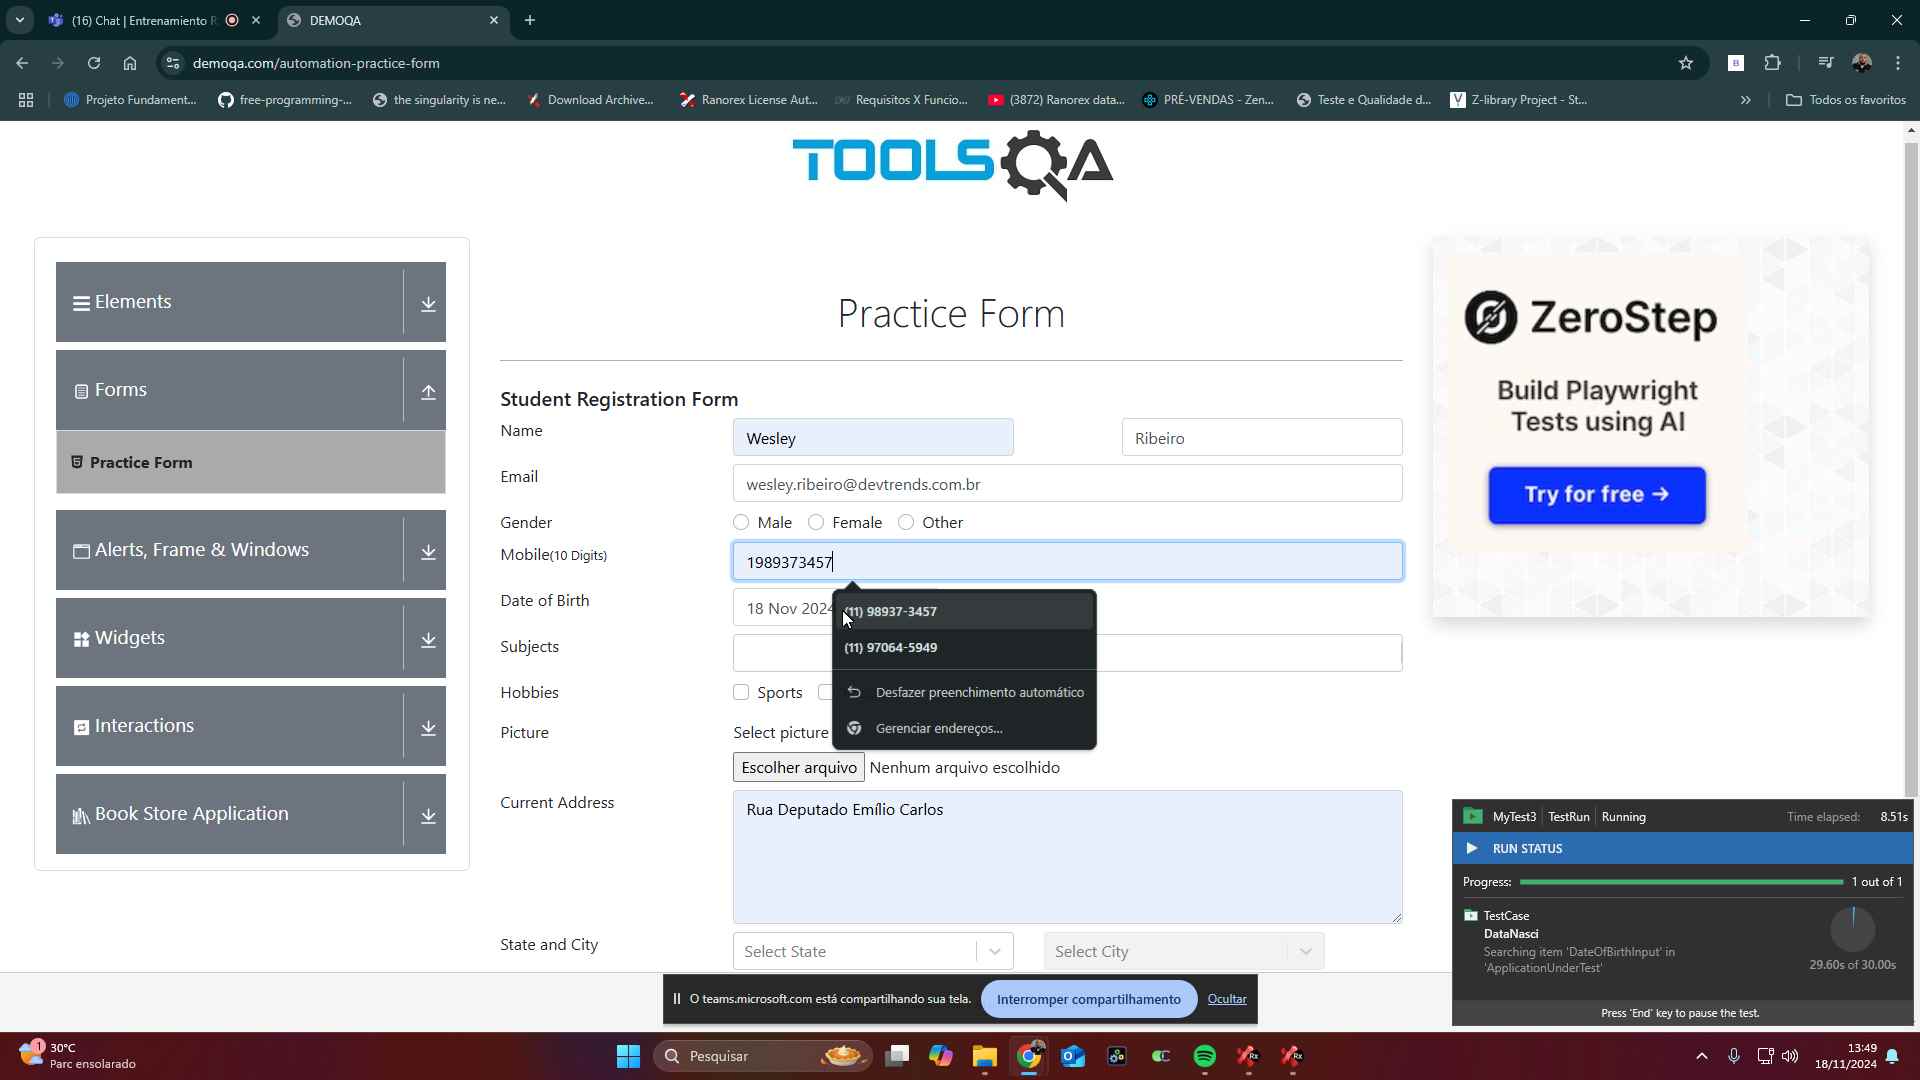 (16) Chat | Entrenamiento R
DEMOQA
demoqa.com/automation-practice-form
B
Projeto Fundament...
free-programming-...
the singularity is ne...
Download Archive...
Ranorex License Aut...
Requisitos X Funcio...
(3872) Ranorex data...
PRÉ-VENDAS - Zen...
Teste e Qualidade d...
Z-library Project - St...
»
Todos os favoritos
TOOLSQA
Elements
Forms
Practice Form
Alerts, Frame & Windows
Widgets
Interactions
Book Store Application
Practice Form
Student Registration Form
Name
Wesley
Ribeiro
Email
wesley.ribeiro@devtrends.com.br
Gender
Male
Female
Other
Mobile(10 Digits)
1989373457
Date of Birth
18 Nov 2024
(11) 98937-3457
(11) 97064-5949
Desfazer preenchimento automático
Gerenciar endereços...
Subjects
Hobbies
Sports
Picture
Select picture
Escolher arquivo
Nenhum arquivo escolhido
Current Address
Rua Deputado Emílio Carlos
State and City
Select State
Select City
ZeroStep
Build Playwright
Tests using AI
Try for free →
MyTest3
TestRun
Running
Time elapsed:
8.51s
RUN STATUS
Progress:
1 out of 1
TestCase
DataNasci
Searching item 'DateOfBirthInput' in
'ApplicationUnderTest'
29.60s of 30.00s
Press 'End' key to pause the test.
O teams.microsoft.com está compartilhando sua tela.
Interromper compartilhamento
Ocultar
1
30°C
Parc ensolarado
Pesquisar
Rx
Rx
13:49
18/11/2024